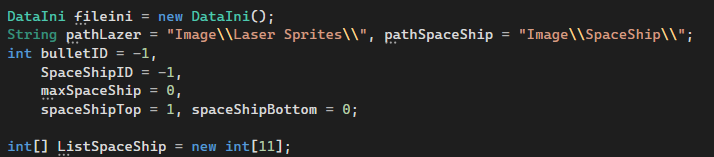 DataIni fileini = new DataIni();
String pathLazer = "Image\\Laser Sprites\\", pathSpaceShip = "Image\\SpaceShip\\";
int bulletID = -1,
    SpaceShipID = -1,
    maxSpaceShip = 0,
    spaceShipTop = 1, spaceShipBottom = 0;

int[] ListSpaceShip = new int[11];